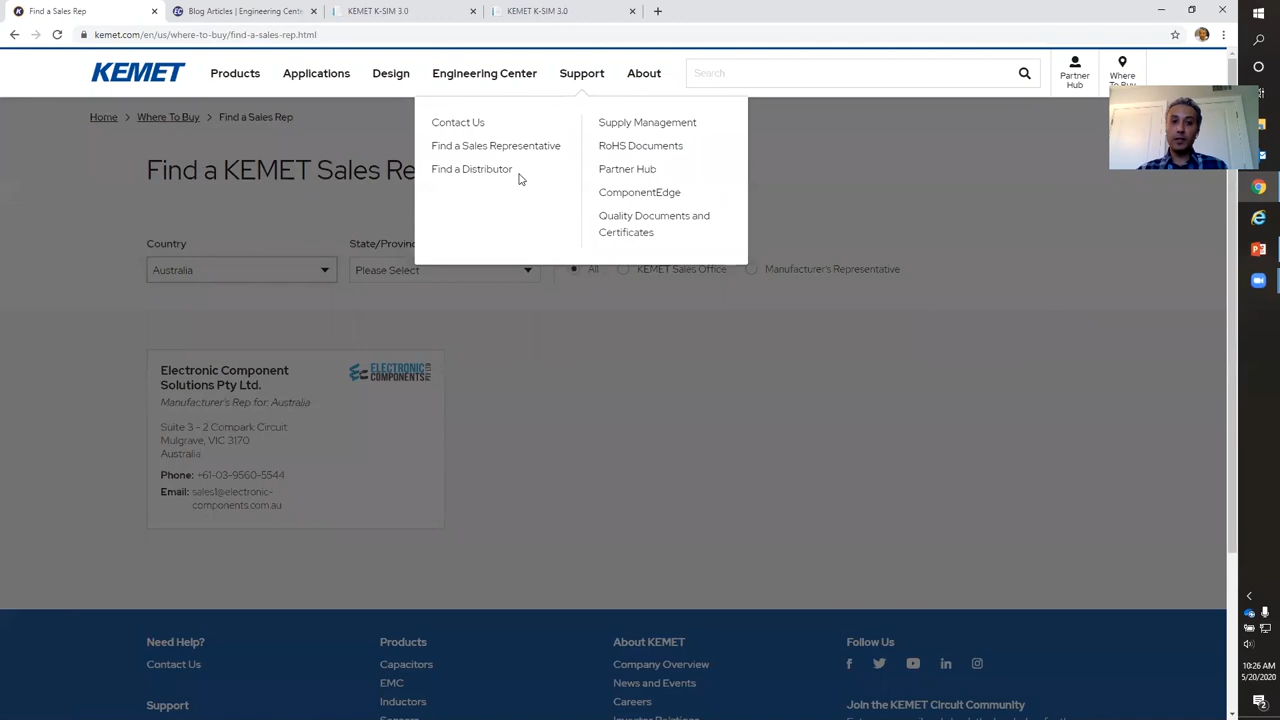 Find a Sales Rep
Blog Articles | Engineering Cent
KEMET K-SIM 3.0
KEMET K-SIM 3.0
kemet.com/en/us/where-to-buy/find-a-sales-rep.html
KEMET
Products
Applications
Design
Engineering Center
Support
About
Search
Partner
Hub
Where
To Buy
Home
Where To Buy
Find a Sales Rep
Contact Us
Find a Sales Representative
Find a Distributor
Supply Management
RoHS Documents
Partner Hub
ComponentEdge
Quality Documents and
Certificates
Find a KEMET Sales Re
Country
State/Provinc
Australia
Please Select
All
KEMET Sales Office
Manufacturer's Representative
Electronic Component
Solutions Pty Ltd.
ELECTRONIC
COMPONENTS
Manufacturer's Rep for: Australia
Suite 3 - 2 Compark Circuit
Mulgrave, VIC 3170
Australia
Phone: +61-03-9560-5544
Email: sales1@electronic-
components.com.au
Need Help?
Contact Us
Support
Products
Capacitors
EMC
Inductors
Sensors
About KEMET
Company Overview
News and Events
Careers
Investor Relations
Follow Us
Join the KEMET Circuit Community
10:26 AM
5/20/2020